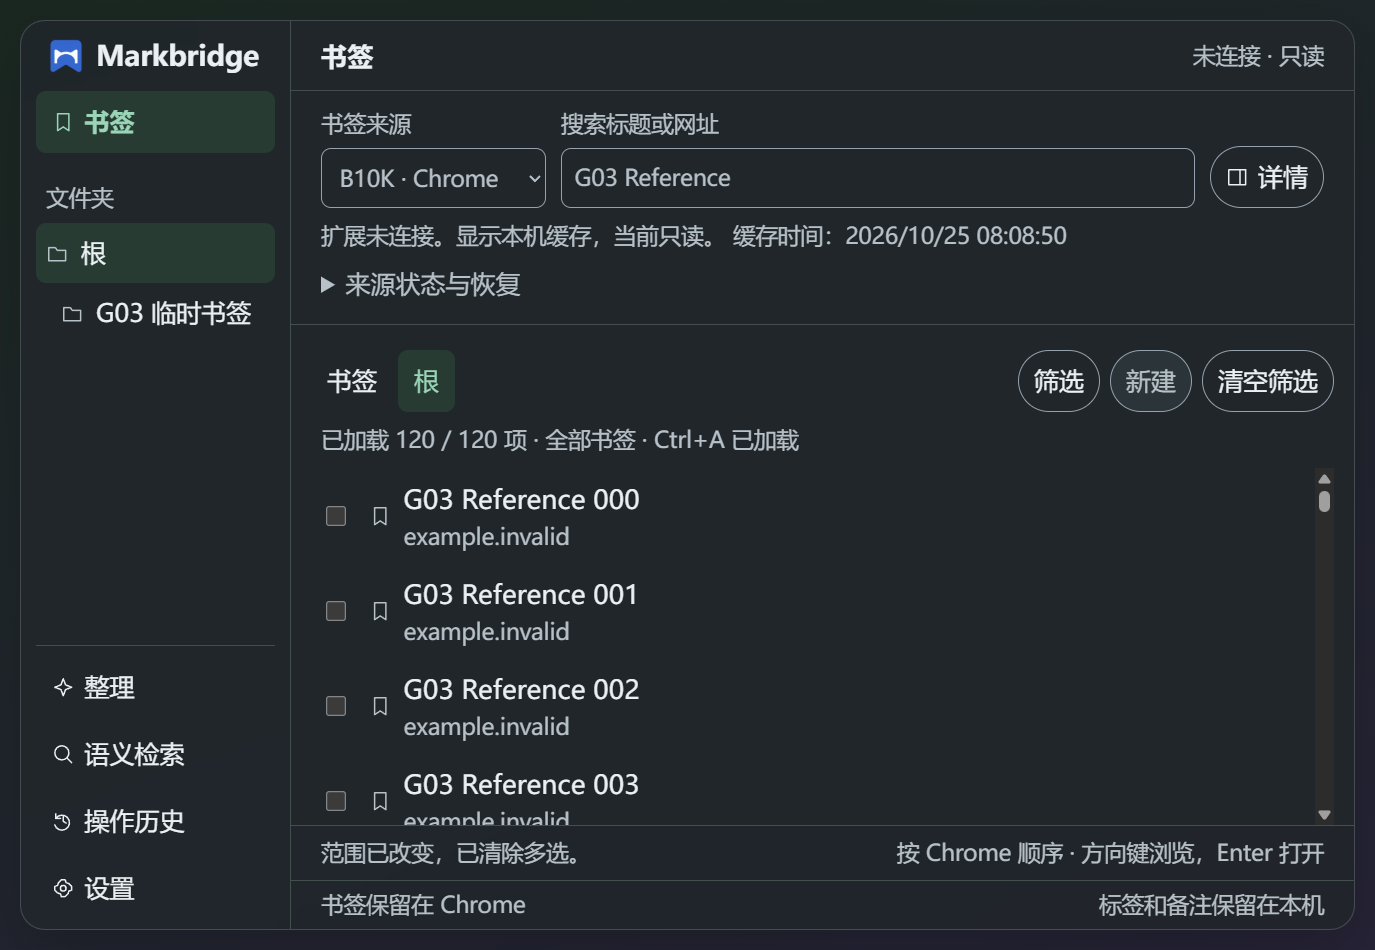 Markbridge
书签
文件夹
根
G03 临时书签
整理
语义检索
操作历史
设置
书签
未连接 · 只读
书签来源
搜索标题或网址
B10K · Chrome
G03 Reference
详情
扩展未连接。显示本机缓存，当前只读。 缓存时间：2026/10/25 08:08:50
来源状态与恢复
书签 根
筛选 新建 清空筛选
已加载 120 / 120 项 · 全部书签 · Ctrl+A 已加载
G03 Reference 000
example.invalid
G03 Reference 001
example.invalid
G03 Reference 002
example.invalid
G03 Reference 003
example.invalid
范围已改变，已清除多选。
按 Chrome 顺序 · 方向键浏览，Enter 打开
书签保留在 Chrome
标签和备注保留在本机